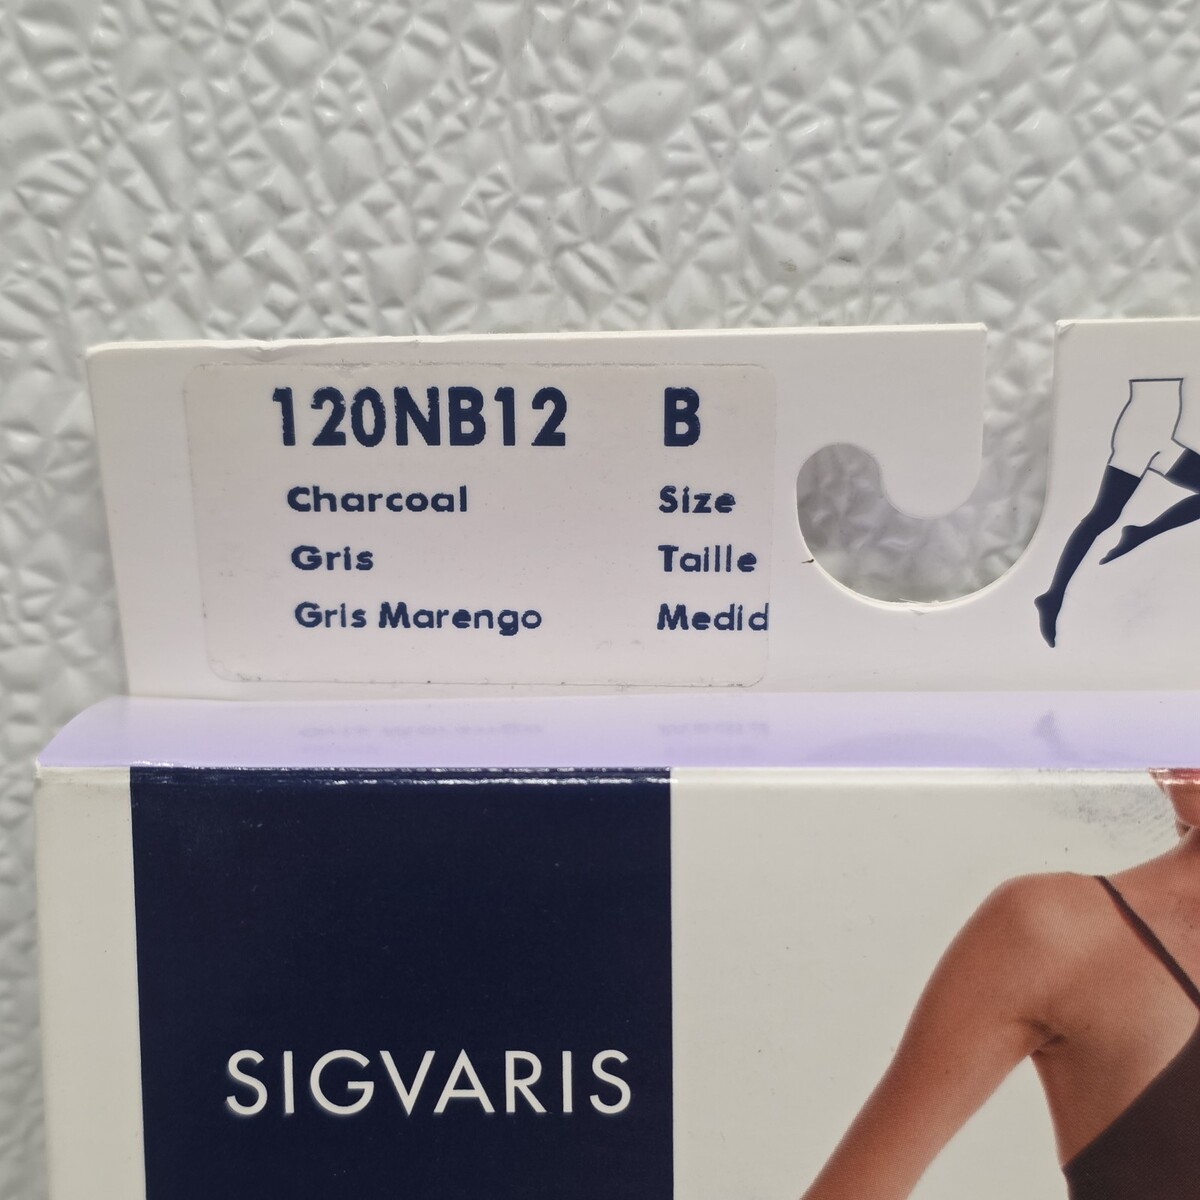 120NB12 B
Charcoal Size
Gris Taille
Gris Marengo Medid
SIGVARIS